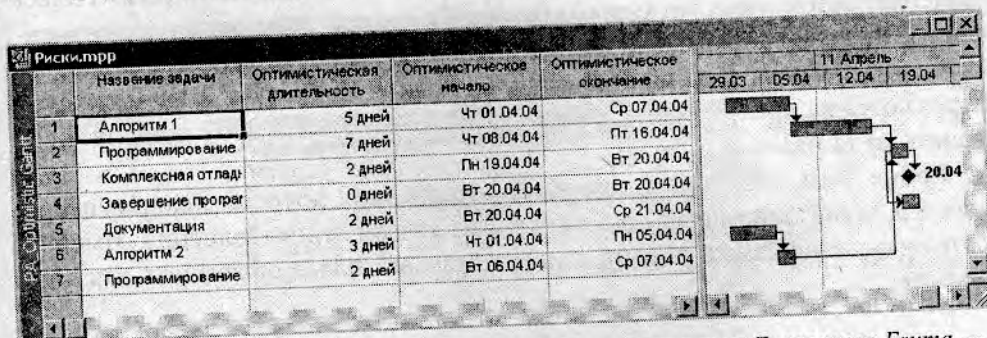 Риски.mpp
Название задачи Оптимистическая длительность Оптимистическое начало Оптимистическое окончание 11 Апрель
29.03 05.04 12.04 19.04
1 Алгоритм 1 5 дней Чт 01.04.04 Ср 07.04.04
2 Программирование 7 дней Чт 08.04.04 Пт 16.04.04
3 Комплексная отлад 2 дней Пн 19.04.04 Вт 20.04.04
4 Завершение програг 0 дней Вт 20.04.04 Вт 20.04.04 20.04
5 Документация 2 дней Вт 20.04.04 Ср 21.04.04
6 Алгоритм 2 3 дней Чт 01.04.04 Пн 05.04.04
7 Программирование 2 дней Вт 06.04.04 Ср 07.04.04
PA_Optimistic Gantt